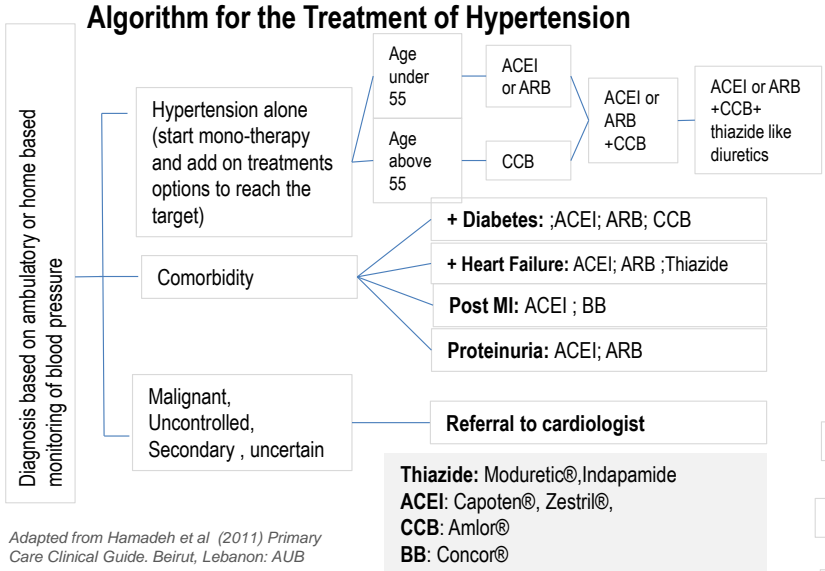 Algorithm for the Treatment of Hypertension
Diagnosis based on ambulatory or home based
monitoring of blood pressure
Hypertension alone
(start mono-therapy
and add on treatments
options to reach the
target)
Age
under
55
ACEI
or ARB
Age
above
55
CCB
ACEI or
ARB
+CCB
ACEI or ARB
+CCB+
thiazide like
diuretics
Comorbidity
+ Diabetes: ;ACEI; ARB; CCB
+ Heart Failure: ACEI; ARB ;Thiazide
Post MI: ACEI ; BB
Proteinuria: ACEI; ARB
Malignant,
Uncontrolled,
Secondary , uncertain
Referral to cardiologist
Thiazide: Moduretic®,Indapamide
ACEI: Capoten®, Zestril®,
CCB: Amlor®
BB: Concor®
Adapted from Hamadeh et al (2011) Primary
Care Clinical Guide. Beirut, Lebanon: AUB